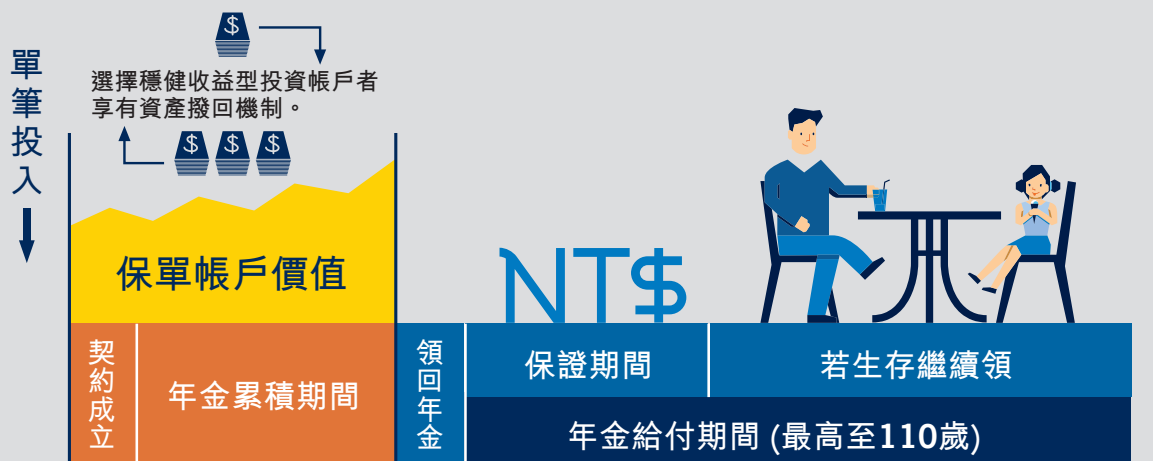 單筆投入
$
選擇穩健收益型投資帳戶者
享有資產撥回機制。
$ $ $
保單帳戶價值
NT$
契約成立
年金累積期間
領回年金
保證期間
若生存繼續領
年金給付期間 (最高至110歲)